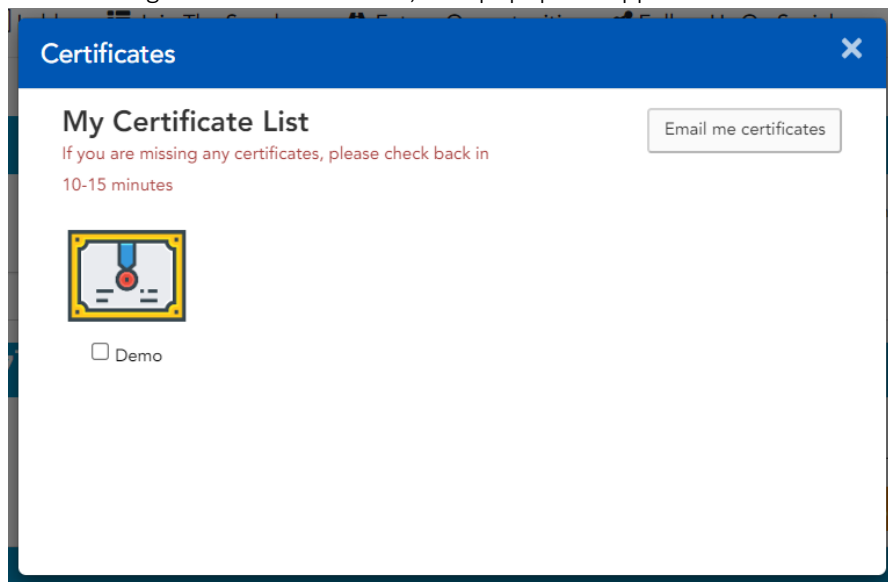 Certificates
My Certificate List
Email me certificates
If you are missing any certificates, please check back in
10-15 minutes
Demo